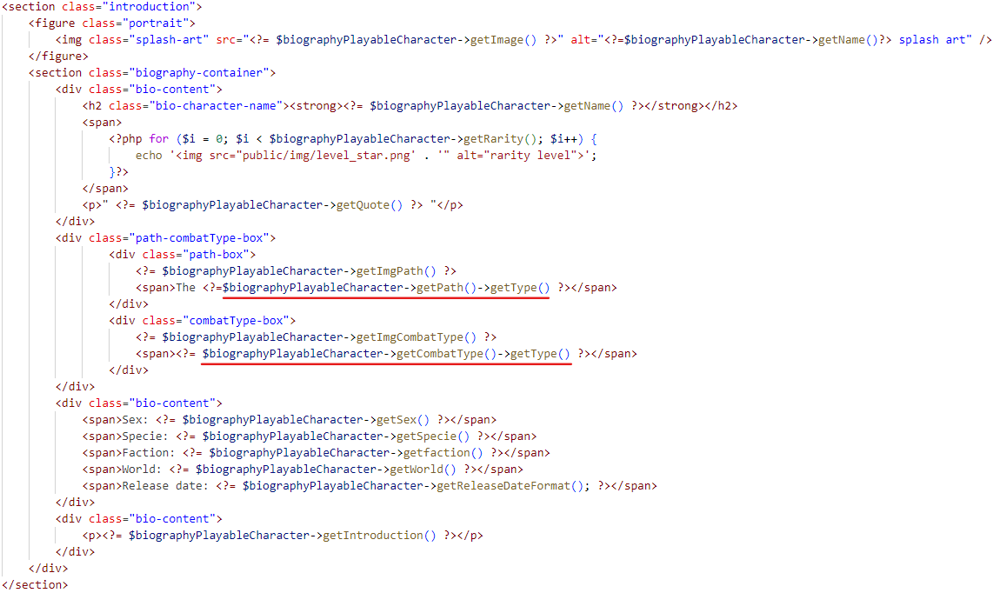 <section class="introduction">
<figure class="portrait">
<img class="splash-art" src="<?= $biographyPlayableCharacter->getImage() ?>" alt="<?=$biographyPlayableCharacter->getName()?> splash art" />
</figure>
<section class="biography-container">
<div class="bio-content">
<h2 class="bio-character-name"><strong><?= $biographyPlayableCharacter->getName() ?></strong></h2>
<span>
<?php for ($i = 0; $i < $biographyPlayableCharacter->getRarity(); $i++) {
echo '<img src="public/img/level_star.png' . '" alt="rarity level">';
}?>
</span>
<p>" <?= $biographyPlayableCharacter->getQuote() ?> "</p>
</div>
<div class="path-combatType-box">
<div class="path-box">
<?= $biographyPlayableCharacter->getImgPath() ?>
<span>The <?=$biographyPlayableCharacter->getPath()->getType() ?></span>
</div>
<div class="combatType-box">
<?= $biographyPlayableCharacter->getImgCombatType() ?>
<span><?= $biographyPlayableCharacter->getCombatType()->getType() ?></span>
</div>
</div>
<div class="bio-content">
<span>Sex: <?= $biographyPlayableCharacter->getSex() ?></span>
<span>Specie: <?= $biographyPlayableCharacter->getSpecie() ?></span>
<span>Faction: <?= $biographyPlayableCharacter->getfaction() ?></span>
<span>World: <?= $biographyPlayableCharacter->getWorld() ?></span>
<span>Release date: <?= $biographyPlayableCharacter->getReleaseDateFormat(); ?></span>
</div>
<div class="bio-content">
<p><?= $biographyPlayableCharacter->getIntroduction() ?></p>
</div>
</div>
</section>